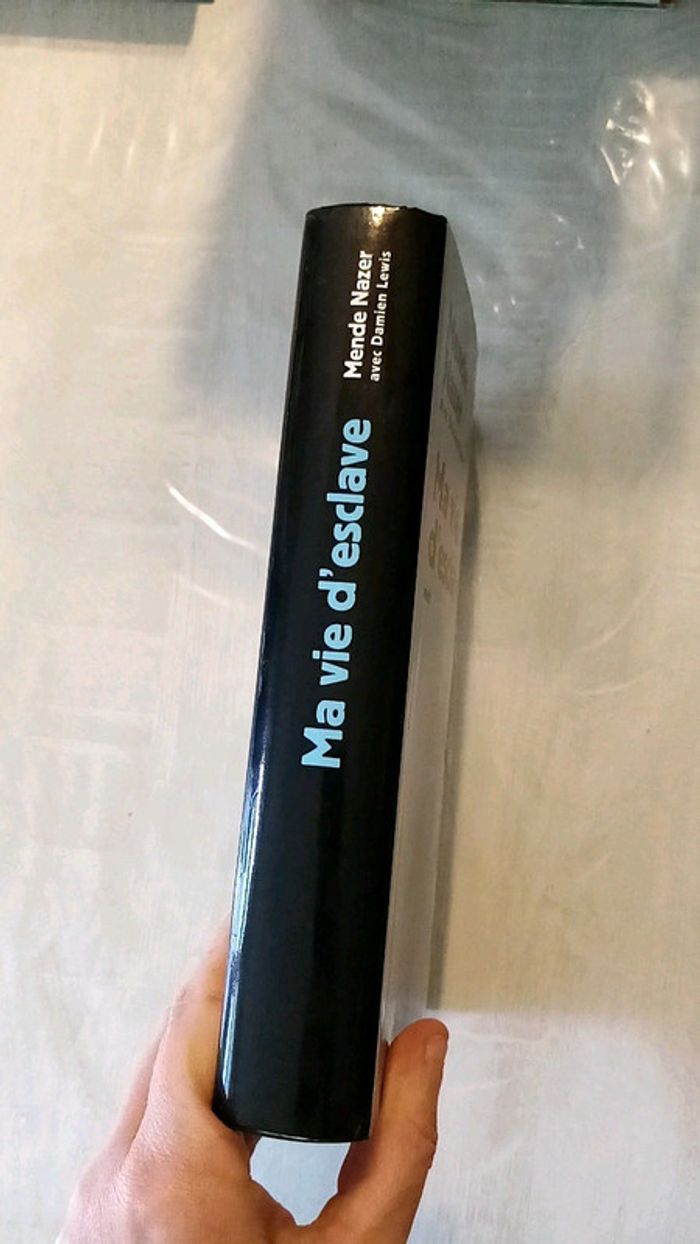 Ma vie d'esclave
Mende Nazer
avec Damien Lewis